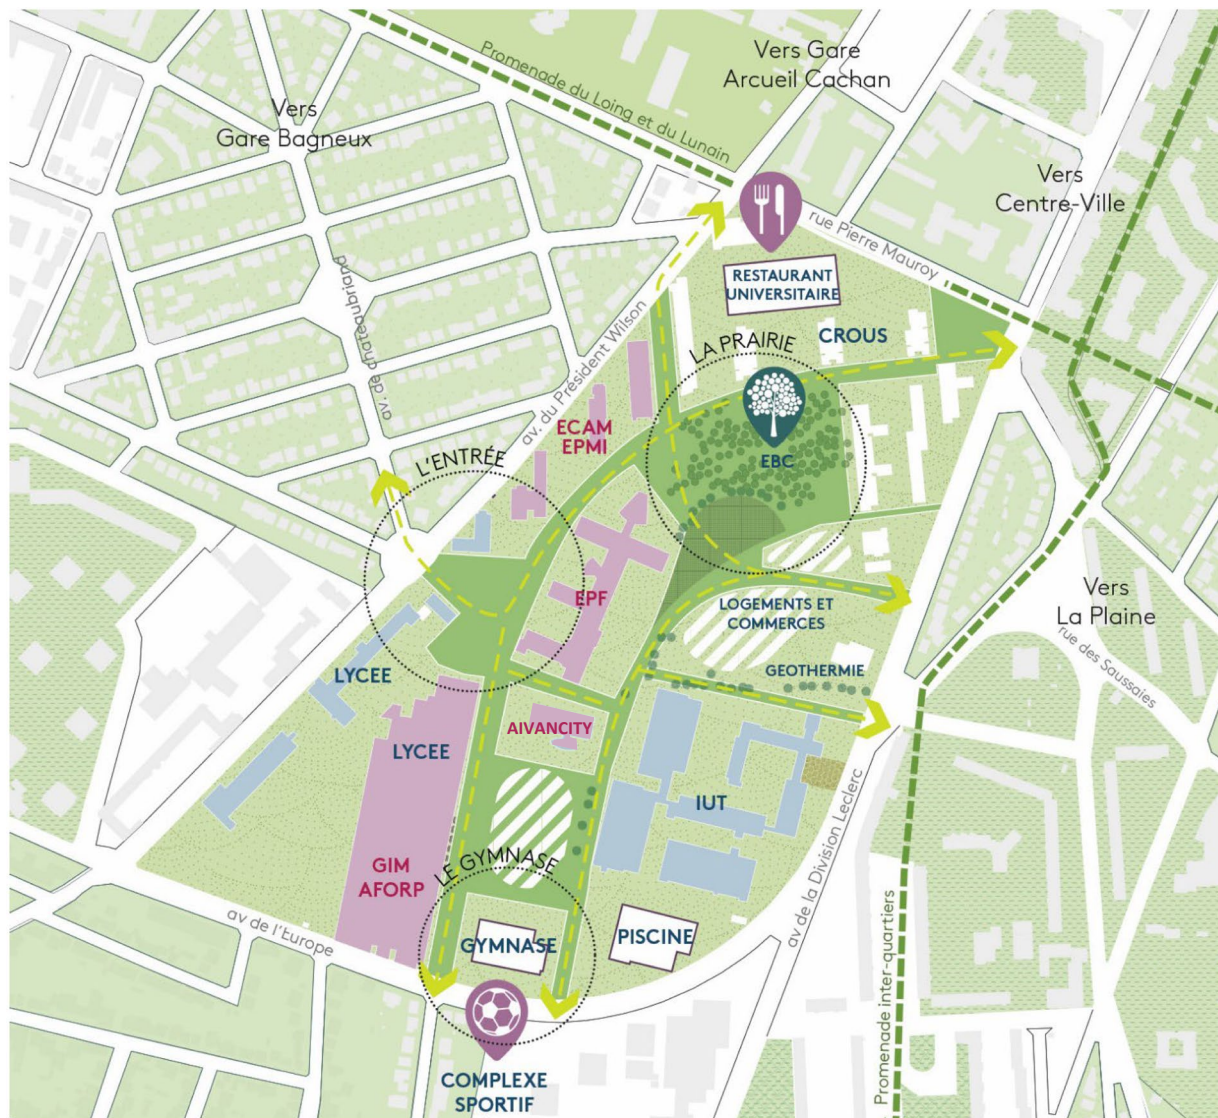 Vers Gare
Arcueil Cachan
Promenade du Loing et du Lunain
Vers
Gare Bagneux
Vers
Centre-Ville
rue Pierre Mauroy
RESTAURANT
UNIVERSITAIRE
av. de Chateaubriand
av. du Président Wilson
CROUS
LA PRAIRIE
ECAM
EPMI
L'ENTRÉE
EBC
EPF
LOGEMENTS ET
COMMERCES
Vers
La Plaine
rue des Saussaies
GEOTHERMIE
LYCEE
AIVANCITY
LYCEE
IUT
av de la Division Leclerc
LE GYMNASE
GIM
AFORP
av de l'Europe
GYMNASE
PISCINE
Promenade inter-quartiers
COMPLEXE
SPORTIF